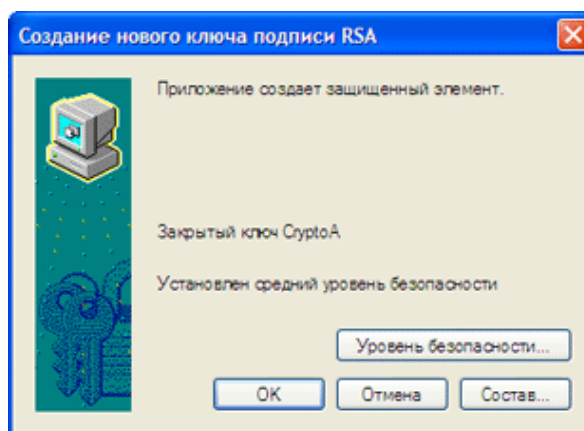 Создание нового ключа подписи RSA
Приложение создает защищенный элемент.
Закрытый ключ CryptoA
Установлен средний уровень безопасности
Уровень безопасности...
OK
Отмена
Состав...